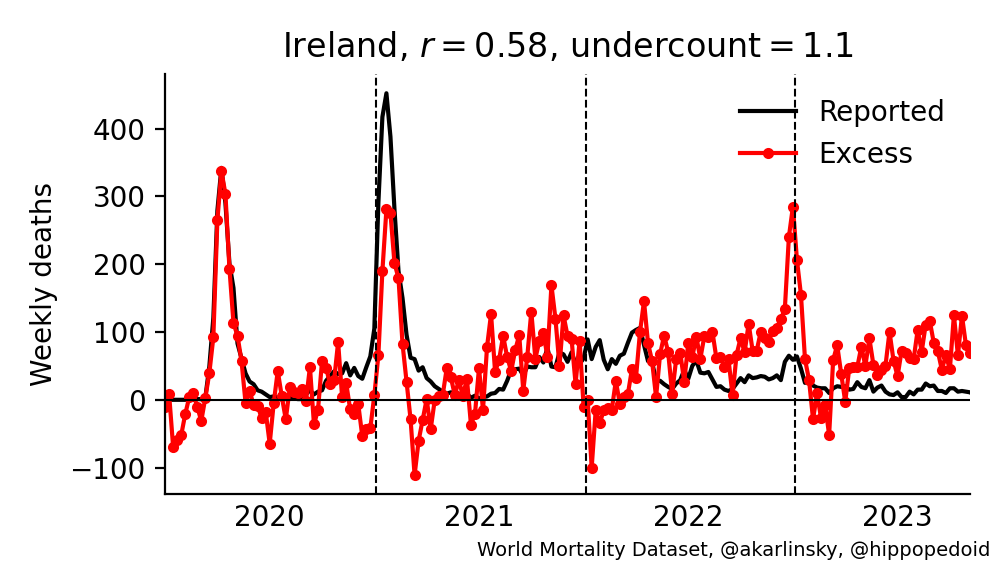 Ireland, r = 0.58, undercount = 1.1
Reported
Excess
Weekly deaths
400
300
200
100
0
−100
2020 2021 2022 2023
World Mortality Dataset, @akarlinsky, @hippopedoid